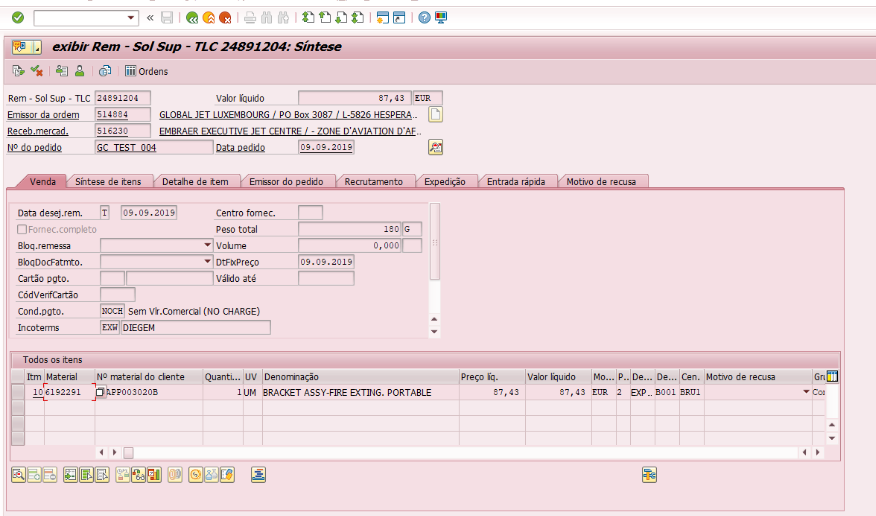 exibir Rem - Sol Sup - TLC 24891204: Síntese
Ordens
Rem - Sol Sup - TLC 24891204 Valor líquido 87,43 EUR
Emissor da ordem 514884 GLOBAL JET LUXEMBOURG / PO Box 3087 / L-5826 HESPERA..
Receb.mercad. 516230 EMBRAER EXECUTIVE JET CENTRE / - ZONE D'AVIATION D'AF..
Nº do pedido GC TEST 004 Data pedido 09.09.2019
Venda Síntese de itens Detalhe de item Emissor do pedido Recrutamento Expedição Entrada rápida Motivo de recusa
Data desej.rem. T 09.09.2019 Centro fornec.
Fornec.completo Peso total 180 G
Bloq.remessa Volume 0,000
BloqDocFatmto. DtFixPreço 09.09.2019
Cartão pgto. Válido até
CódVerifCartão
Cond.pgto. NOCH Sem Vlr.Comercial (NO CHARGE)
Incoterms EXW DIEGEM
Todos os itens
Itm Material Nº material do cliente Quanti... UV Denominação Preço líq. Valor líquido Mo... P.. De... De... Cen. Motivo de recusa Gru
10 6192291 APP003020B 1 UM BRACKET ASSY-FIRE EXTING. PORTABLE 87,43 87,43 EUR 2 EXP.. B001 BRU1 Con